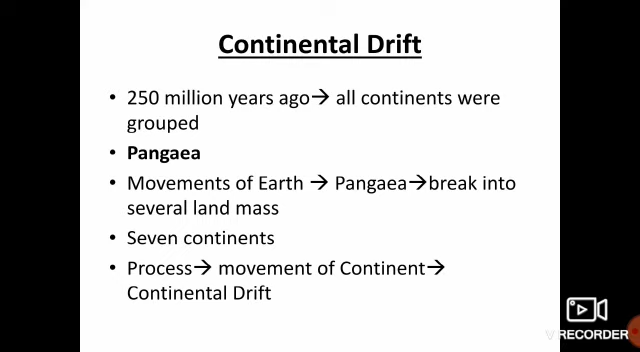 Continental Drift
• 250 million years ago→ all continents were
grouped
• Pangaea
• Movements of Earth → Pangaea→break into
several land mass
• Seven continents
• Process→ movement of Continent→
Continental Drift
V RECORDER